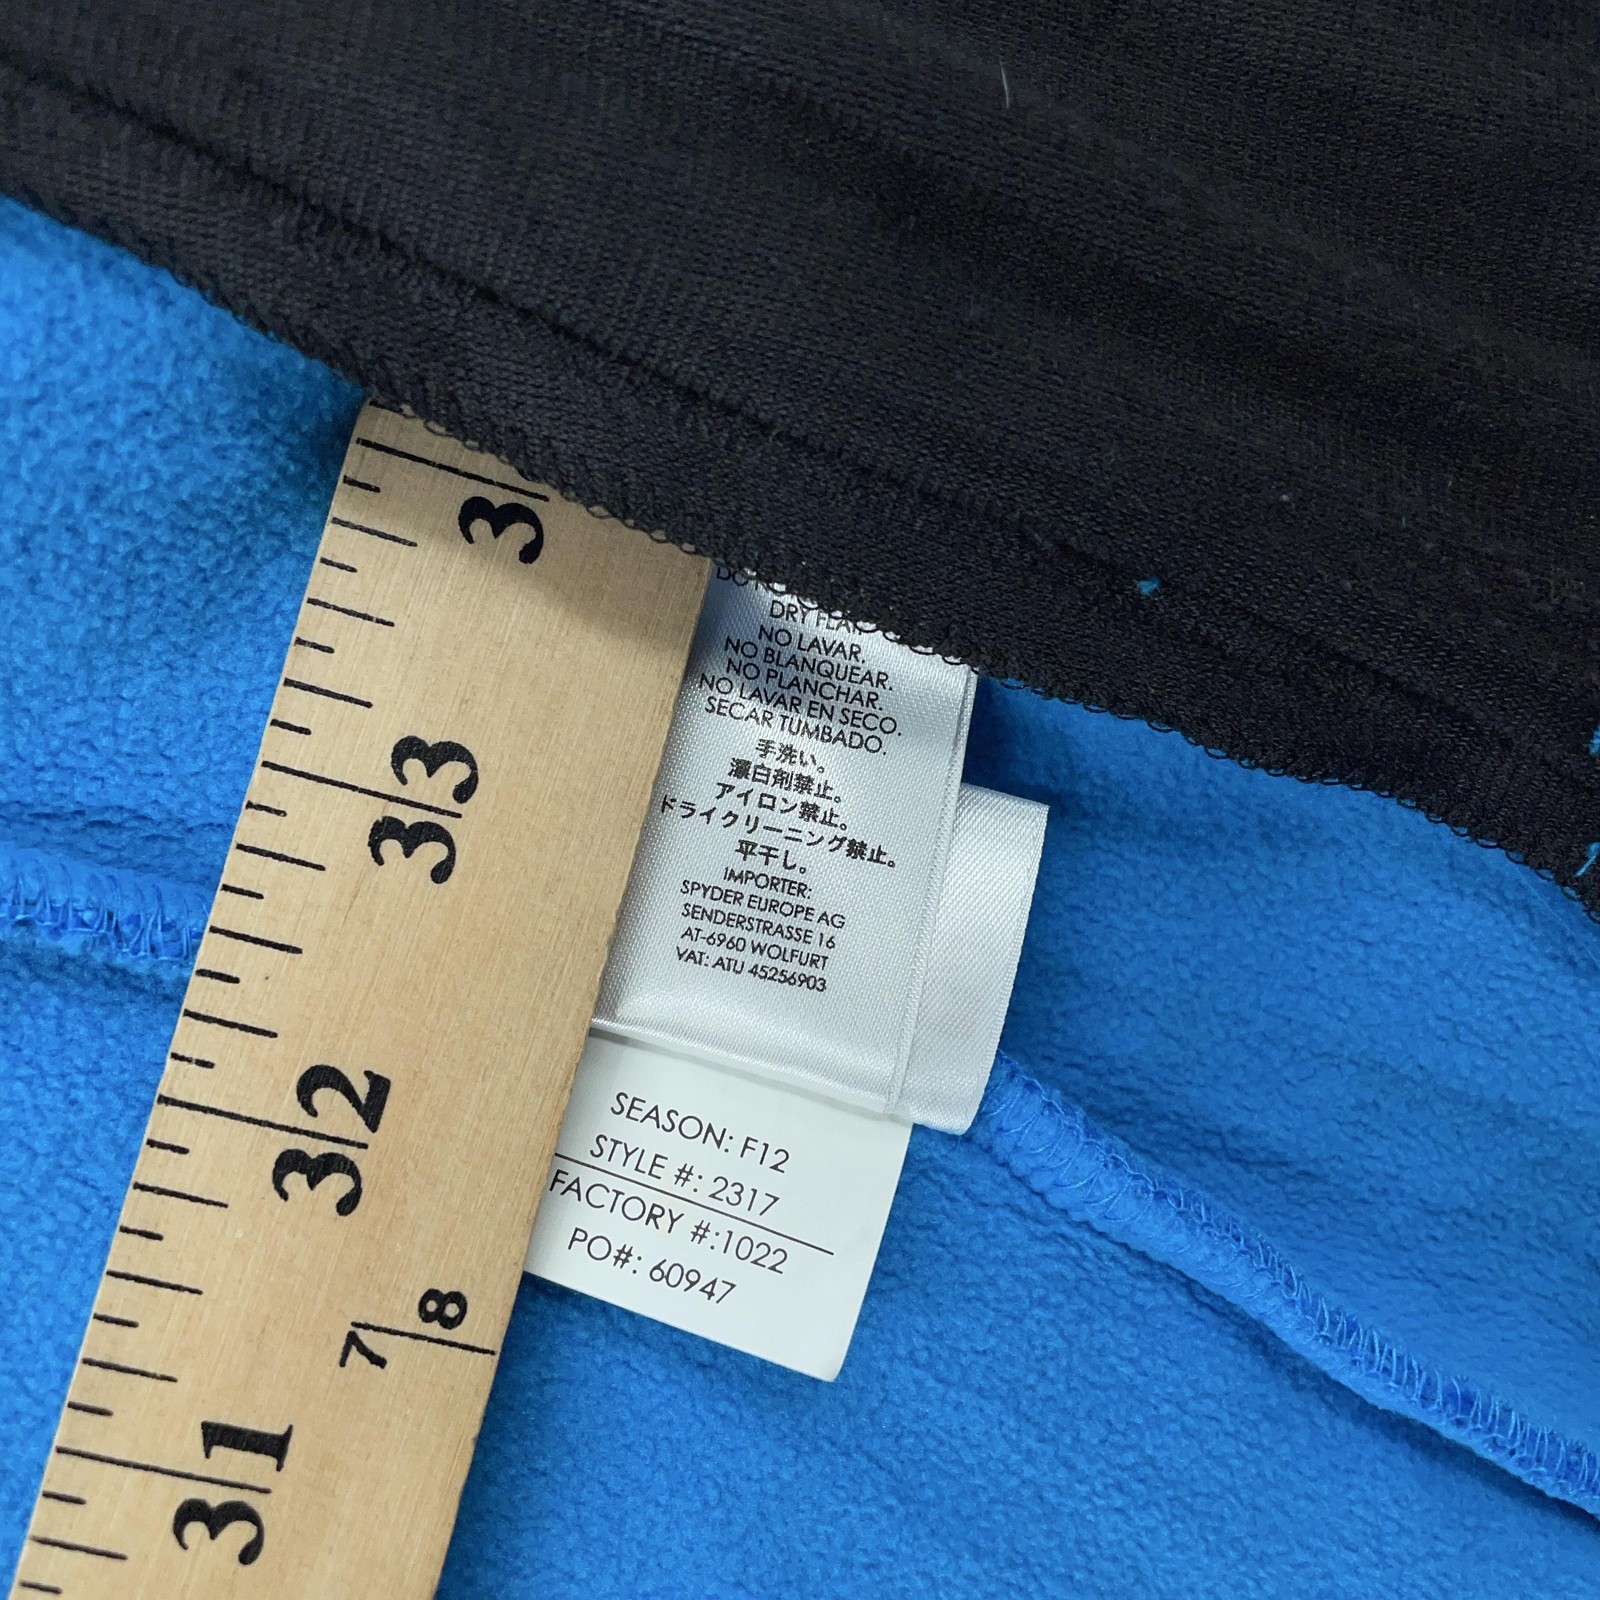 DRY FLAT.
NO LAVAR.
NO BLANQUEAR.
NO PLANCHAR.
NO LAVAR EN SECO.
SECAR TUMBADO.
手洗い。
漂白剤禁止。
アイロン禁止。
ドライクリーニング禁止。
平干し。
IMPORTER:
SPYDER EUROPE AG
SENDERSTRASSE 16
AT-6960 WOLFURT
VAT: ATU 45256903
SEASON: F12
STYLE #: 2317
FACTORY #:1022
PO#: 60947
3
33
32
7 8
31